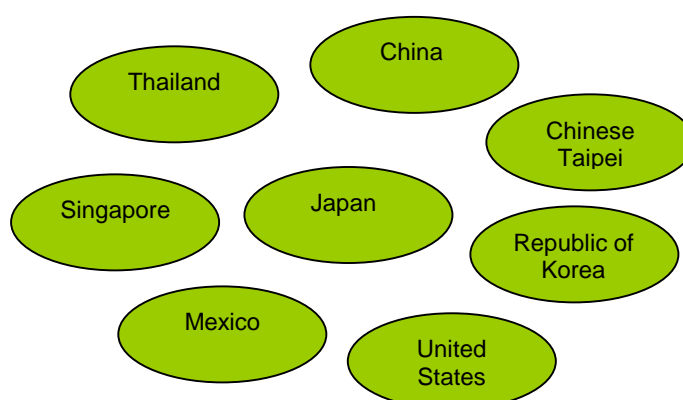 China
Thailand
Chinese
Taipei
Singapore
Japan
Republic of
Korea
Mexico
United
States